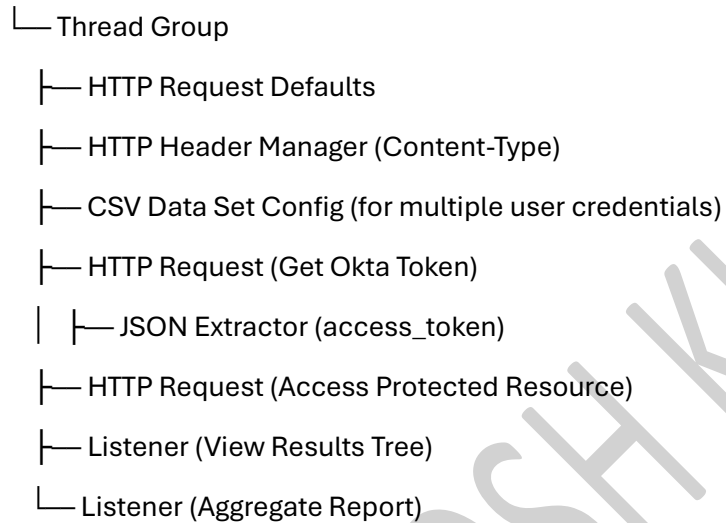 └── Thread Group
├── HTTP Request Defaults
├── HTTP Header Manager (Content-Type)
├── CSV Data Set Config (for multiple user credentials)
├── HTTP Request (Get Okta Token)
│ ├── JSON Extractor (access_token)
├── HTTP Request (Access Protected Resource)
├── Listener (View Results Tree)
└── Listener (Aggregate Report)